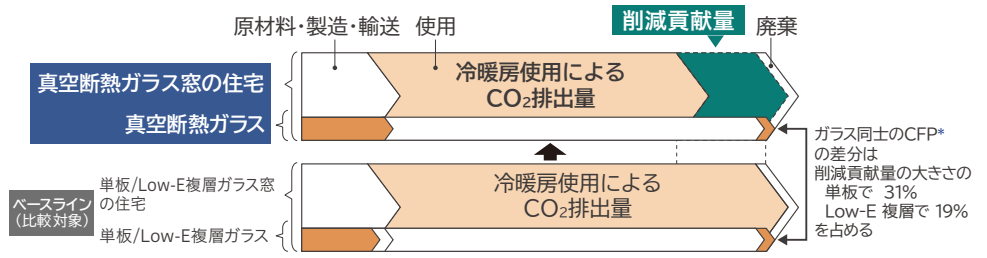 原材料・製造・輸送 使用 削減貢献量 廃棄
真空断熱ガラス窓の住宅
冷暖房使用による
CO₂排出量
真空断熱ガラス
ガラス同士のCFP*
の差分は
削減貢献量の大きさの
単板で 31%
Low-E 複層で 19%
を占める
ベースライン
(比較対象)
単板/Low-E複層ガラス窓
の住宅
冷暖房使用による
CO₂排出量
単板/Low-E複層ガラス